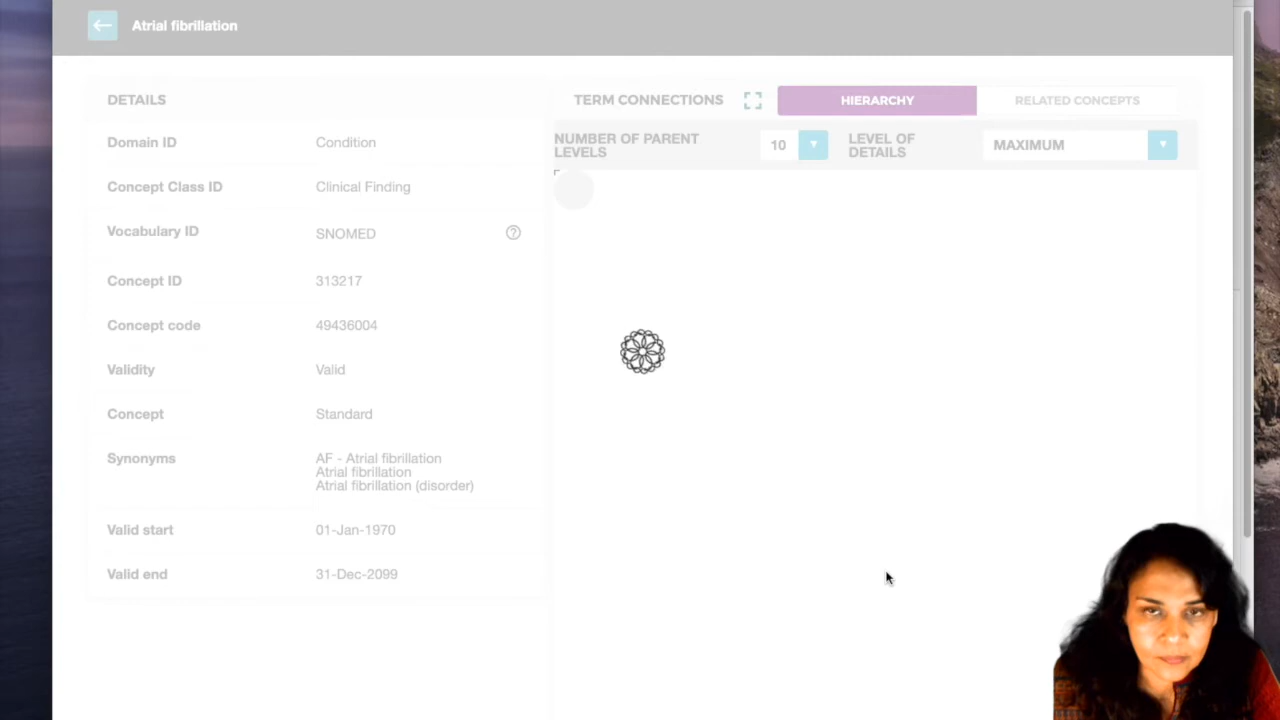 Atrial fibrillation
DETAILS
Domain ID Condition
Concept Class ID Clinical Finding
Vocabulary ID SNOMED
Concept ID 313217
Concept code 49436004
Validity Valid
Concept Standard
Synonyms AF - Atrial fibrillation
Atrial fibrillation
Atrial fibrillation (disorder)
Valid start 01-Jan-1970
Valid end 31-Dec-2099
TERM CONNECTIONS HIERARCHY RELATED CONCEPTS
NUMBER OF PARENT
LEVELS
10
LEVEL OF
DETAILS
MAXIMUM